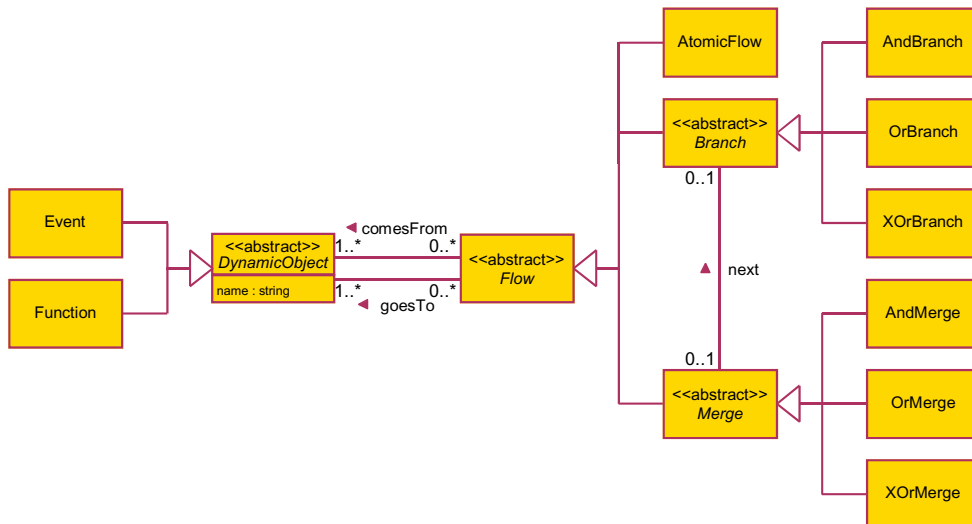 AtomicFlow
AndBranch
<<abstract>>
Branch
OrBranch
0..1
XOrBranch
Event
comesFrom
1..*
0..*
<<abstract>>
DynamicObject
name : string
<<abstract>>
Flow
next
Function
1..*
0..*
goesTo
AndMerge
0..1
<<abstract>>
Merge
OrMerge
XOrMerge